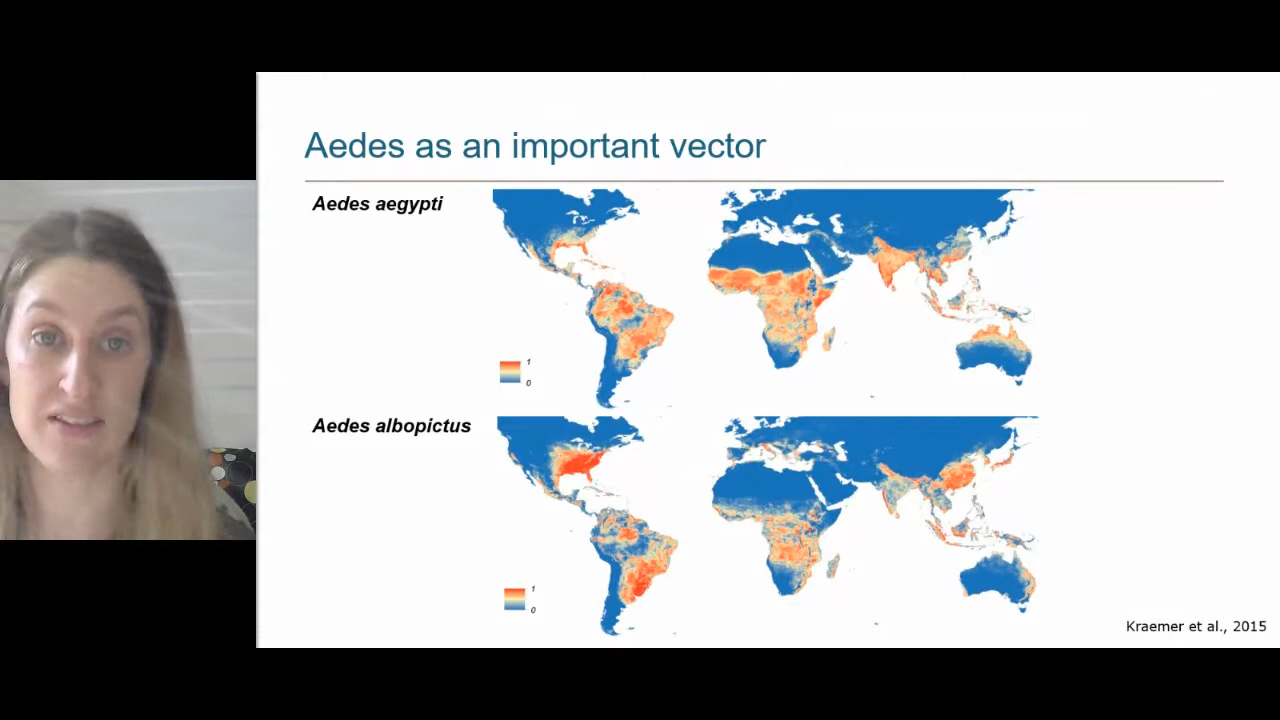 Aedes as an important vector
Aedes aegypti
1
0
Aedes albopictus
1
0
Kraemer et al., 2015